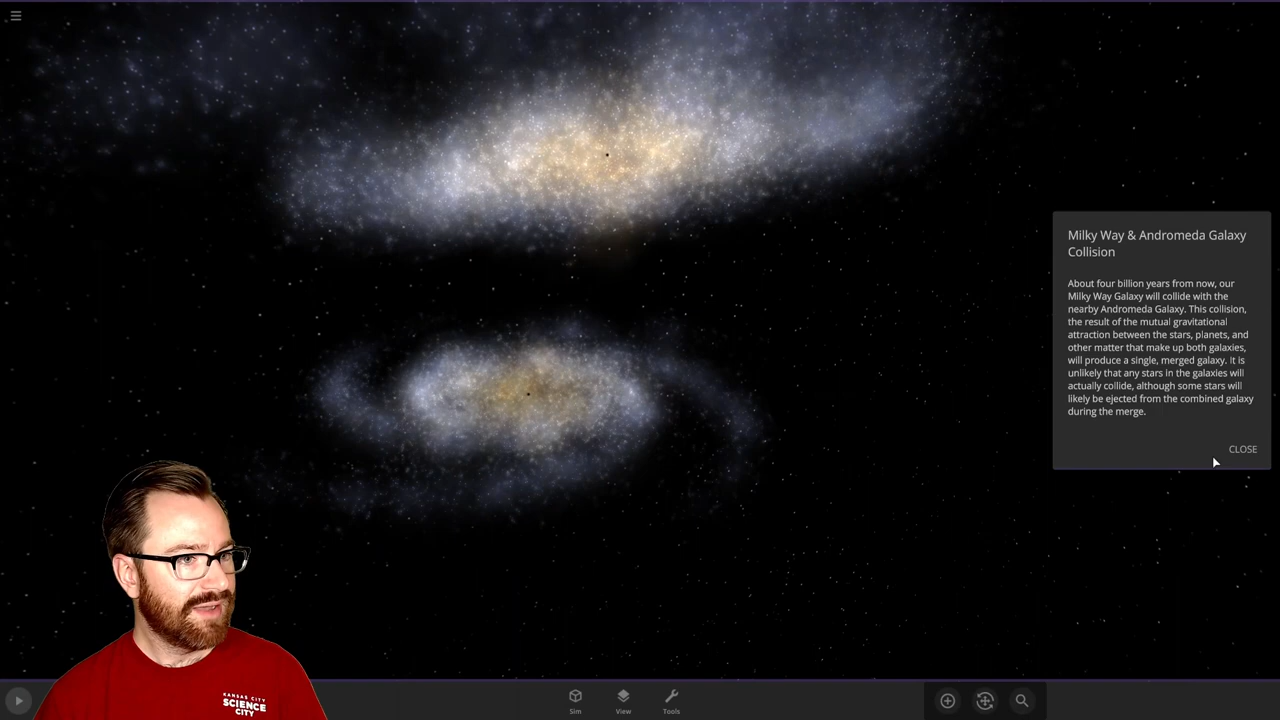 Milky Way & Andromeda Galaxy
Collision
About four billion years from now, our
Milky Way Galaxy will collide with the
nearby Andromeda Galaxy. This collision,
the result of the mutual gravitational
attraction between the stars, planets, and
other matter that make up both galaxies,
will produce a single, merged galaxy. It is
unlikely that any stars in the galaxies will
actually collide, although some stars will
likely be ejected from the combined galaxy
during the merge.
CLOSE
KANSAS CITY
SCIENCE
CITY
Sim
View
Tools